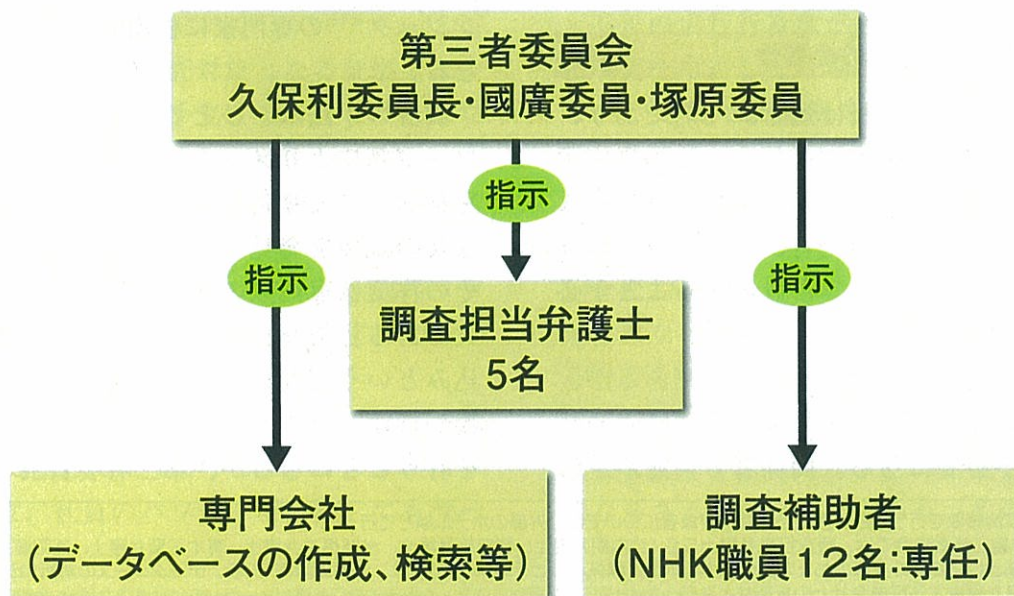 第三者委員会
久保利委員長・國廣委員・塚原委員
指示
指示
指示
調査担当弁護士
5名
専門会社
(データベースの作成、検索等)
調査補助者
(NHK職員12名:専任)